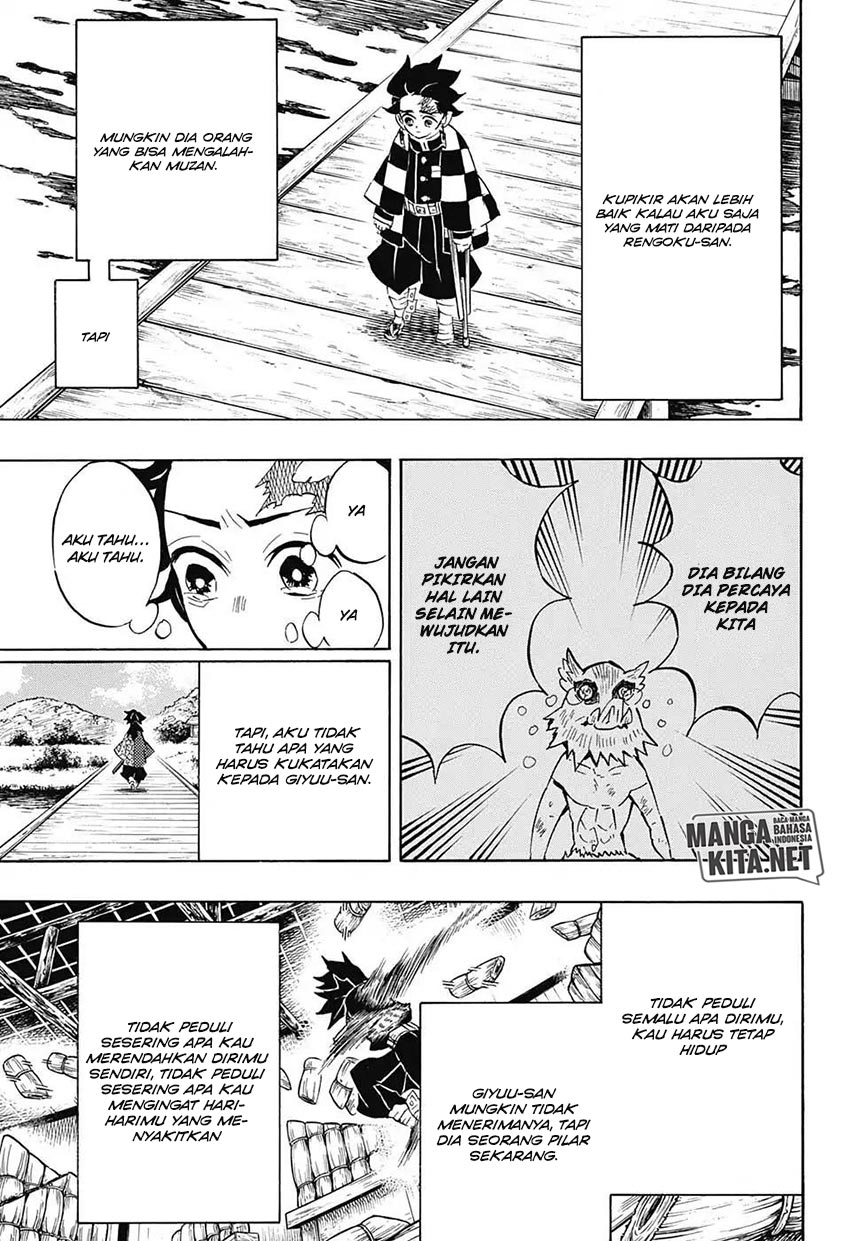 KUPIKIR AKAN LEBIH
BAIK KALAU AKU SAJA
YANG MATI DARIPADA
RENGOKU-SAN.
MUNGKIN DIA ORANG
YANG BISA MENGALAH-
KAN MUZAN.
TAPI
DIA BILANG
DIA PERCAYA
KEPADA
KITA
JANGAN
PIKIRKAN
HAL LAIN
SELAIN ME-
WUJUDKAN
ITU.
YA
YA
AKU TAHU...
AKU TAHU.
TAPI, AKU TIDAK
TAHU APA YANG
HARUS KUKATAKAN
KEPADA GIYUU-SAN.
MANGA
KITA.NET
BACA MANGA
BAHASA
INDONESIA
TIDAK PEDULI
SEMALU APA DIRIMU,
KAU HARUS TETAP
HIDUP
GIYUU-SAN
MUNGKIN TIDAK
MENERIMANYA, TAPI
DIA SEORANG PILAR
SEKARANG.
TIDAK PEDULI
SESERING APA KAU
MERENDAHKAN DIRIMU
SENDIRI, TIDAK PEDULI
SESERING APA KAU
MENGINGAT HARI-
HARIMU YANG ME-
NYAKITKAN